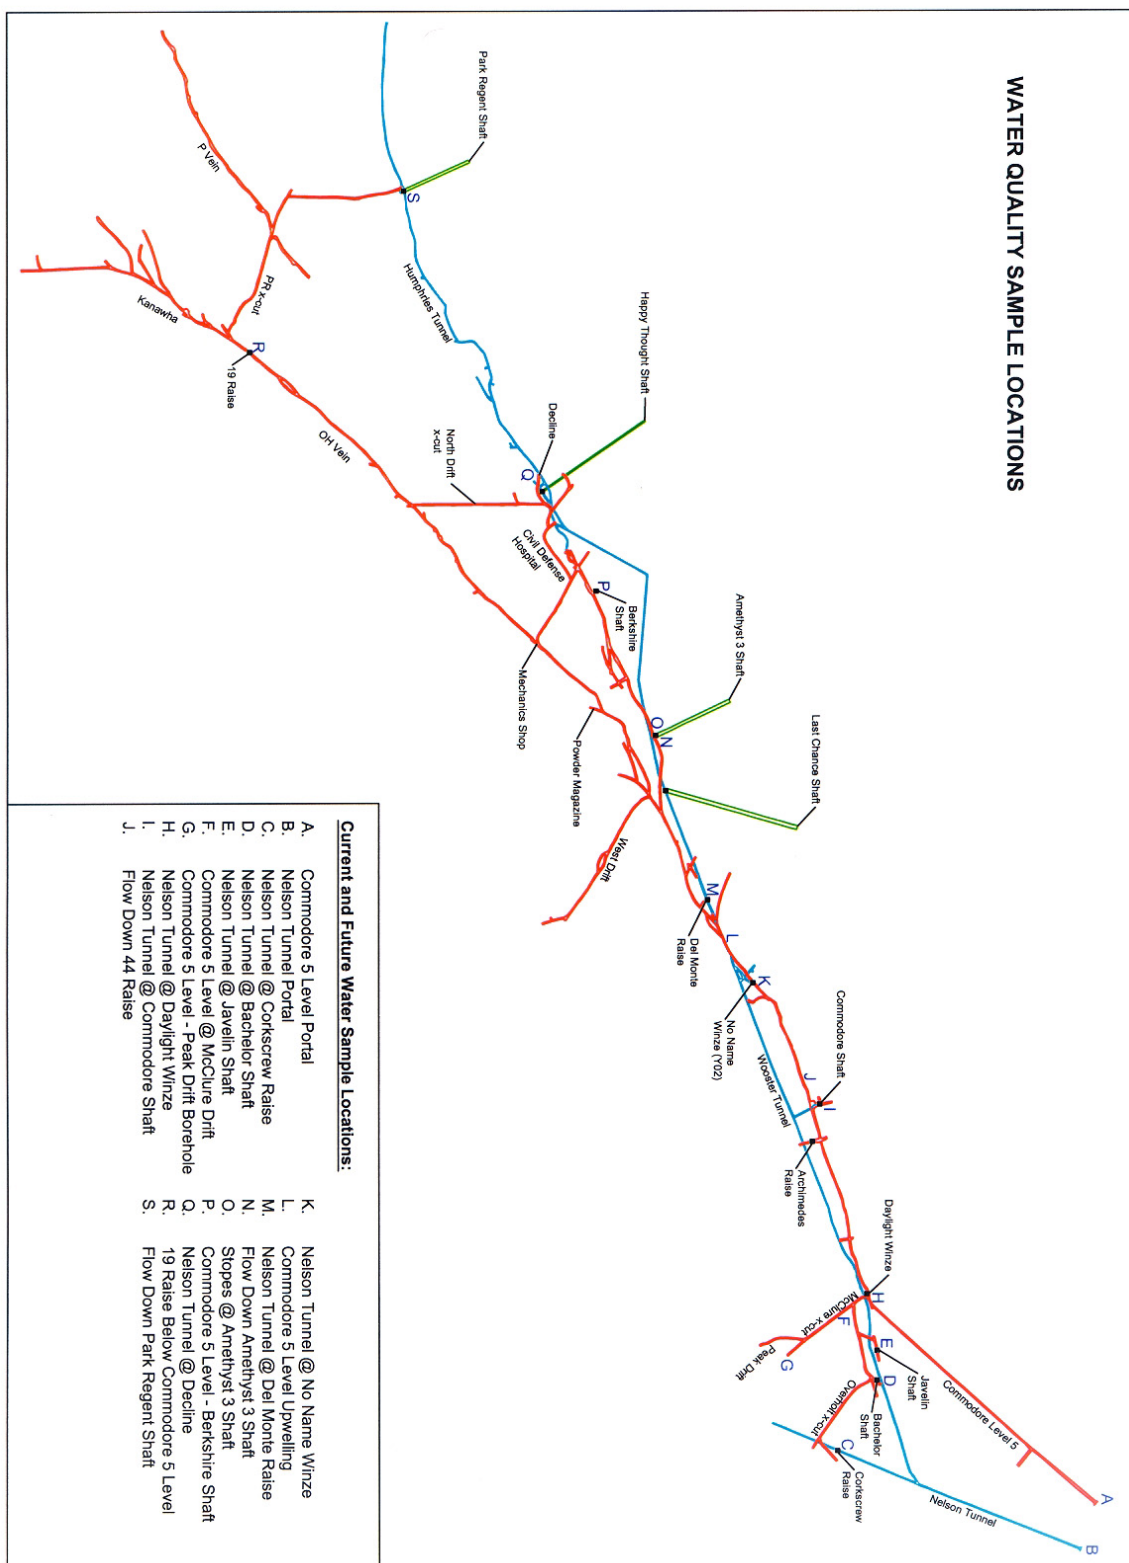 WATER QUALITY SAMPLE LOCATIONS
Park Regent Shaft
S
P Vein
PR x-cut
Kanawha
R
19 Raise
Humphries Tunnel
OH Vein
Happy Thought Shaft
Decline
Q
North Drift
x-cut
Civil Defense
Hospital
P
Berkshire
Shaft
Mechanics Shop
Powder Magazine
Amethyst 3 Shaft
O
N
Last Chance Shaft
West Drift
M
Del Monte
Raise
L
K
No Name
Winze (Y02)
Wooster Tunnel
Commodore Shaft
J
I
Archimedes
Raise
Daylight Winze
H
McClure x-cut
F
Peak Drift
G
E
Javelin
Shaft
D
Bachelor
Shaft
Overholt x-cut
C
Corkscrew
Raise
Commodore Level 5
Nelson Tunnel
A
B
Current and Future Water Sample Locations:
A. Commodore 5 Level Portal
B. Nelson Tunnel Portal
C. Nelson Tunnel @ Corkscrew Raise
D. Nelson Tunnel @ Bachelor Shaft
E. Nelson Tunnel @ Javelin Shaft
F. Commodore 5 Level @ McClure Drift
G. Commodore 5 Level - Peak Drift Borehole
H. Nelson Tunnel @ Daylight Winze
I. Nelson Tunnel @ Commodore Shaft
J. Flow Down 44 Raise
K. Nelson Tunnel @ No Name Winze
L. Commodore 5 Level Upwelling
M. Nelson Tunnel @ Del Monte Raise
N. Flow Down Amethyst 3 Shaft
O. Stopes @ Amethyst 3 Shaft
P. Commodore 5 Level - Berkshire Shaft
Q. Nelson Tunnel @ Decline
R. 19 Raise Below Commodore 5 Level
S. Flow Down Park Regent Shaft